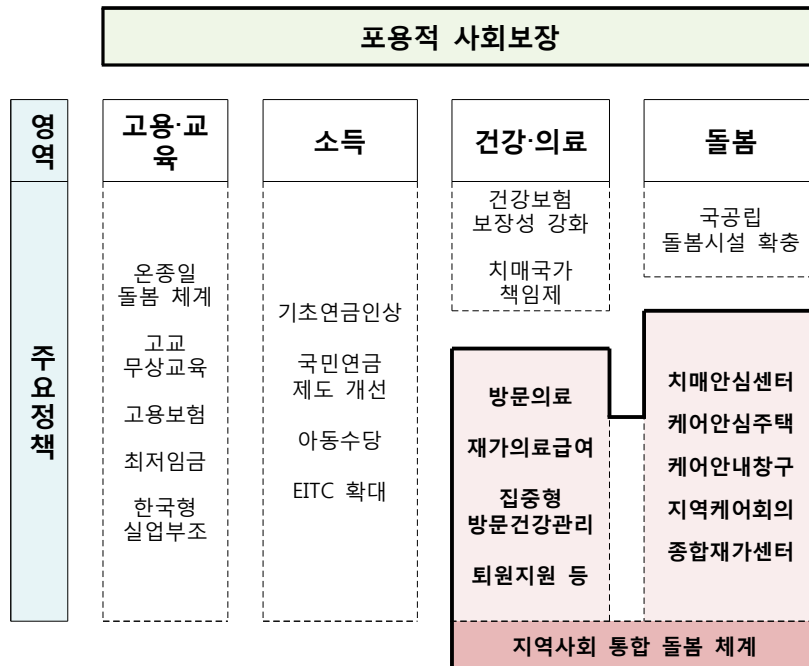 포용적 사회보장
영
역
고용·교
육
소득
건강·의료
돌봄
주
요
정
책
온종일
돌봄 체계
고교
무상교육
고용보험
최저임금
한국형
실업부조
기초연금인상
국민연금
제도 개선
아동수당
EITC 확대
건강보험
보장성 강화
치매국가
책임제
방문의료
재가의료급여
집중형
방문건강관리
퇴원지원 등
국공립
돌봄시설 확충
치매안심센터
케어안심주택
케어안내창구
지역케어회의
종합재가센터
지역사회 통합 돌봄 체계